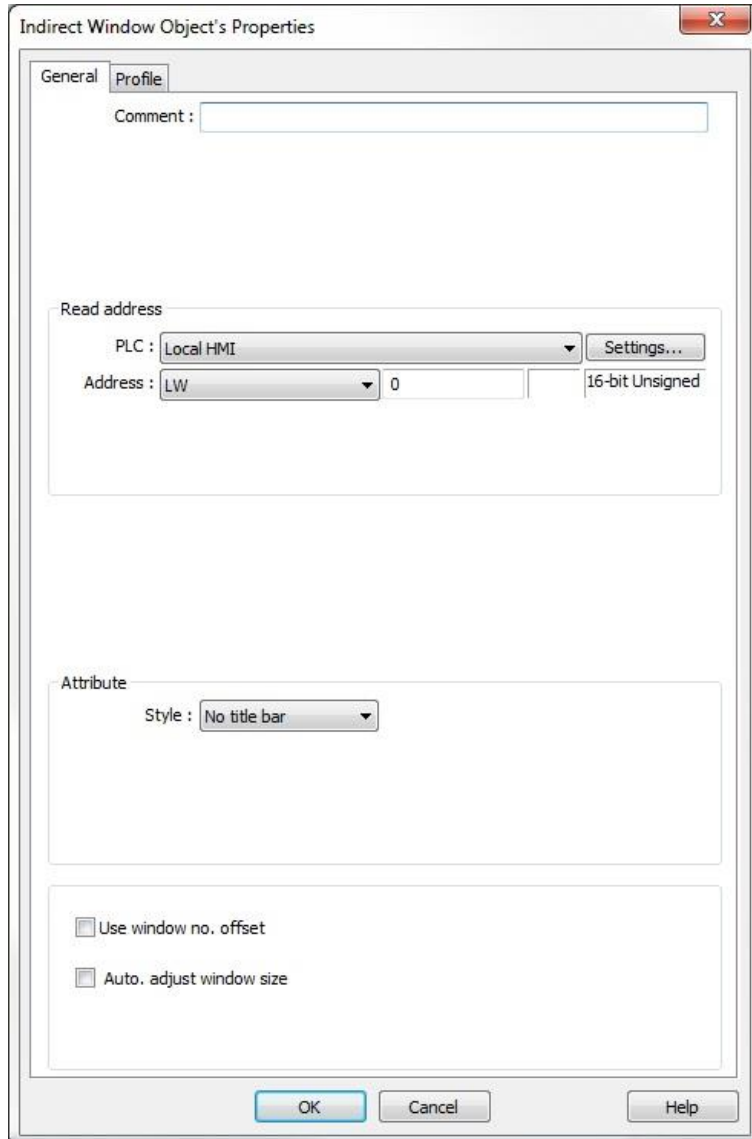 Indirect Window Object's Properties
General Profile
Comment :
Read address
PLC : Local HMI Settings...
Address : LW 0 16-bit Unsigned
Attribute
Style : No title bar
Use window no. offset
Auto. adjust window size
OK Cancel Help